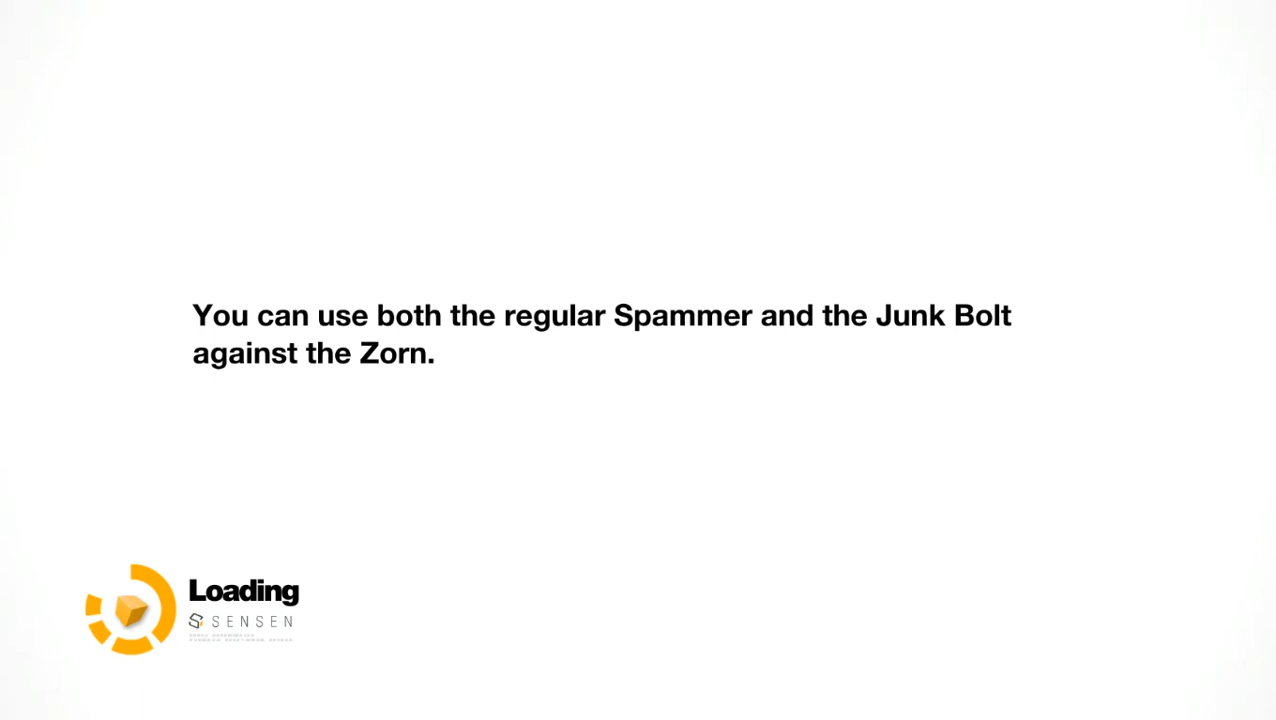 You can use both the regular Spammer and the Junk Bolt
against the Zorn.
Loading
SENSEN